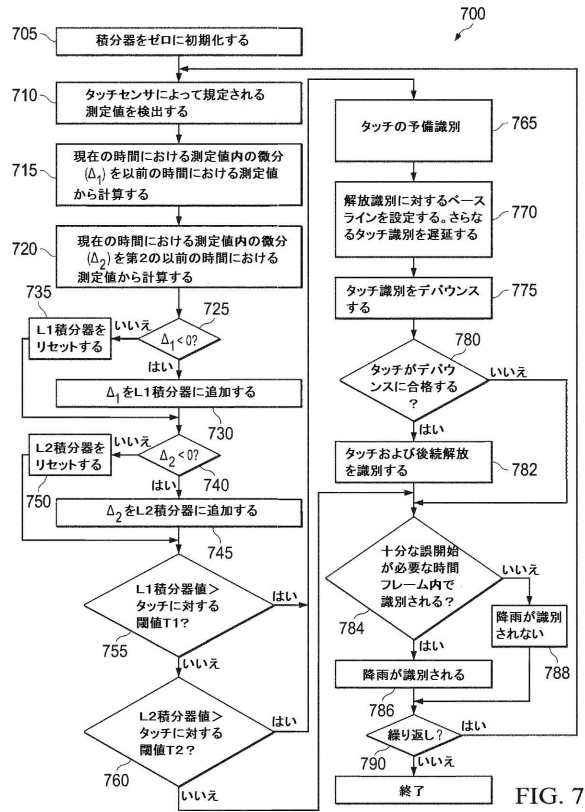 700
705
積分器をゼロに初期化する
710
タッチセンサによって規定される
測定値を検出する
715
現在の時間における測定値内の微分
(Δ1)を以前の時間における測定値
から計算する
720
現在の時間における測定値内の微分
(Δ2)を第2の以前の時間における
測定値から計算する
725
Δ1<0?
いいえ
はい
735
L1積分器を
リセットする
Δ1をL1積分器に追加する
730
Δ2<0?
いいえ
はい
740
L2積分器を
リセットする
750
Δ2をL2積分器に追加する
745
L1積分器値>
タッチに対する
閾値T1?
はい
いいえ
755
L2積分器値>
タッチに対する
閾値T2?
はい
いいえ
760
タッチの予備識別
765
解放識別に対するベース
ラインを設定する。さらな
るタッチ識別を遅延する
770
タッチ識別をデバウンス
する
775
780
タッチがデバウ
ンスに合格する
?
いいえ
はい
タッチおよび後続解放
を識別する
782
十分な誤開始
が必要な時間
フレーム内で
識別される?
784
いいえ
はい
降雨が識別
されない
788
降雨が識別される
786
繰り返し?
はい
いいえ
790
終了
FIG. 7